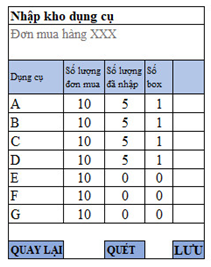 Nhập kho dụng cụ
Đơn mua hàng XXX
Dụng cụ Số lượng đơn mua Số lượng đã nhập Số box
A 10 5 1
B 10 5 1
C 10 5 1
D 10 5 1
E 10 0 0
F 10 0 0
G 10 0 0
QUAY LẠI QUÉT LƯU